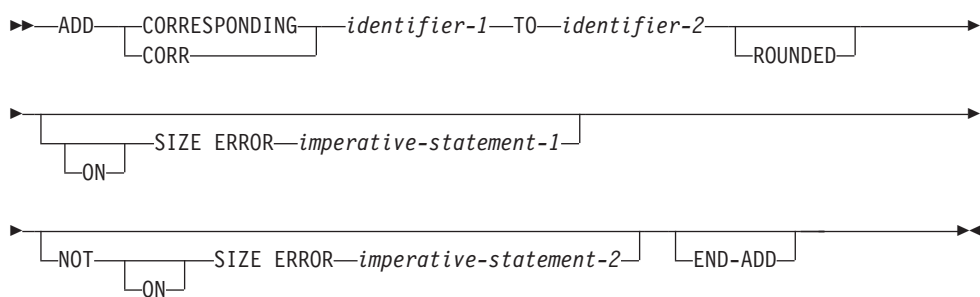 ADD CORRESPONDING identifier-1 TO identifier-2
CORR ROUNDED
SIZE ERROR imperative-statement-1
ON
NOT SIZE ERROR imperative-statement-2 END-ADD
ON